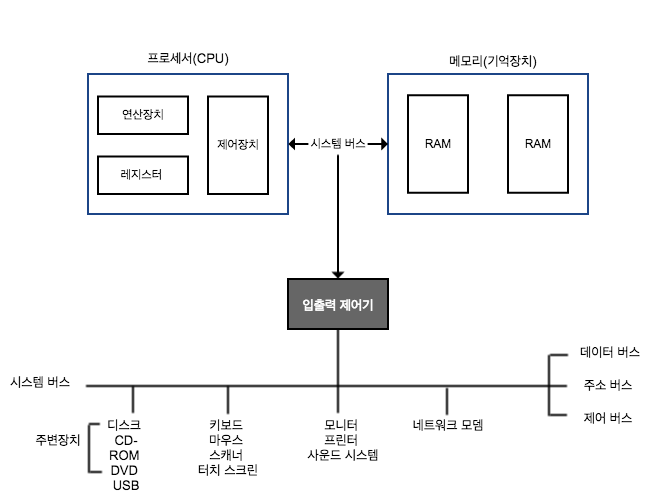 프로세서(CPU)
메모리(기억장치)
연산장치
제어장치
레지스터
시스템 버스
RAM
RAM
입출력 제어기
시스템 버스
데이터 버스
주소 버스
제어 버스
주변장치
디스크
CD-
ROM
DVD
USB
키보드
마우스
스캐너
터치 스크린
모니터
프린터
사운드 시스템
네트워크 모뎀